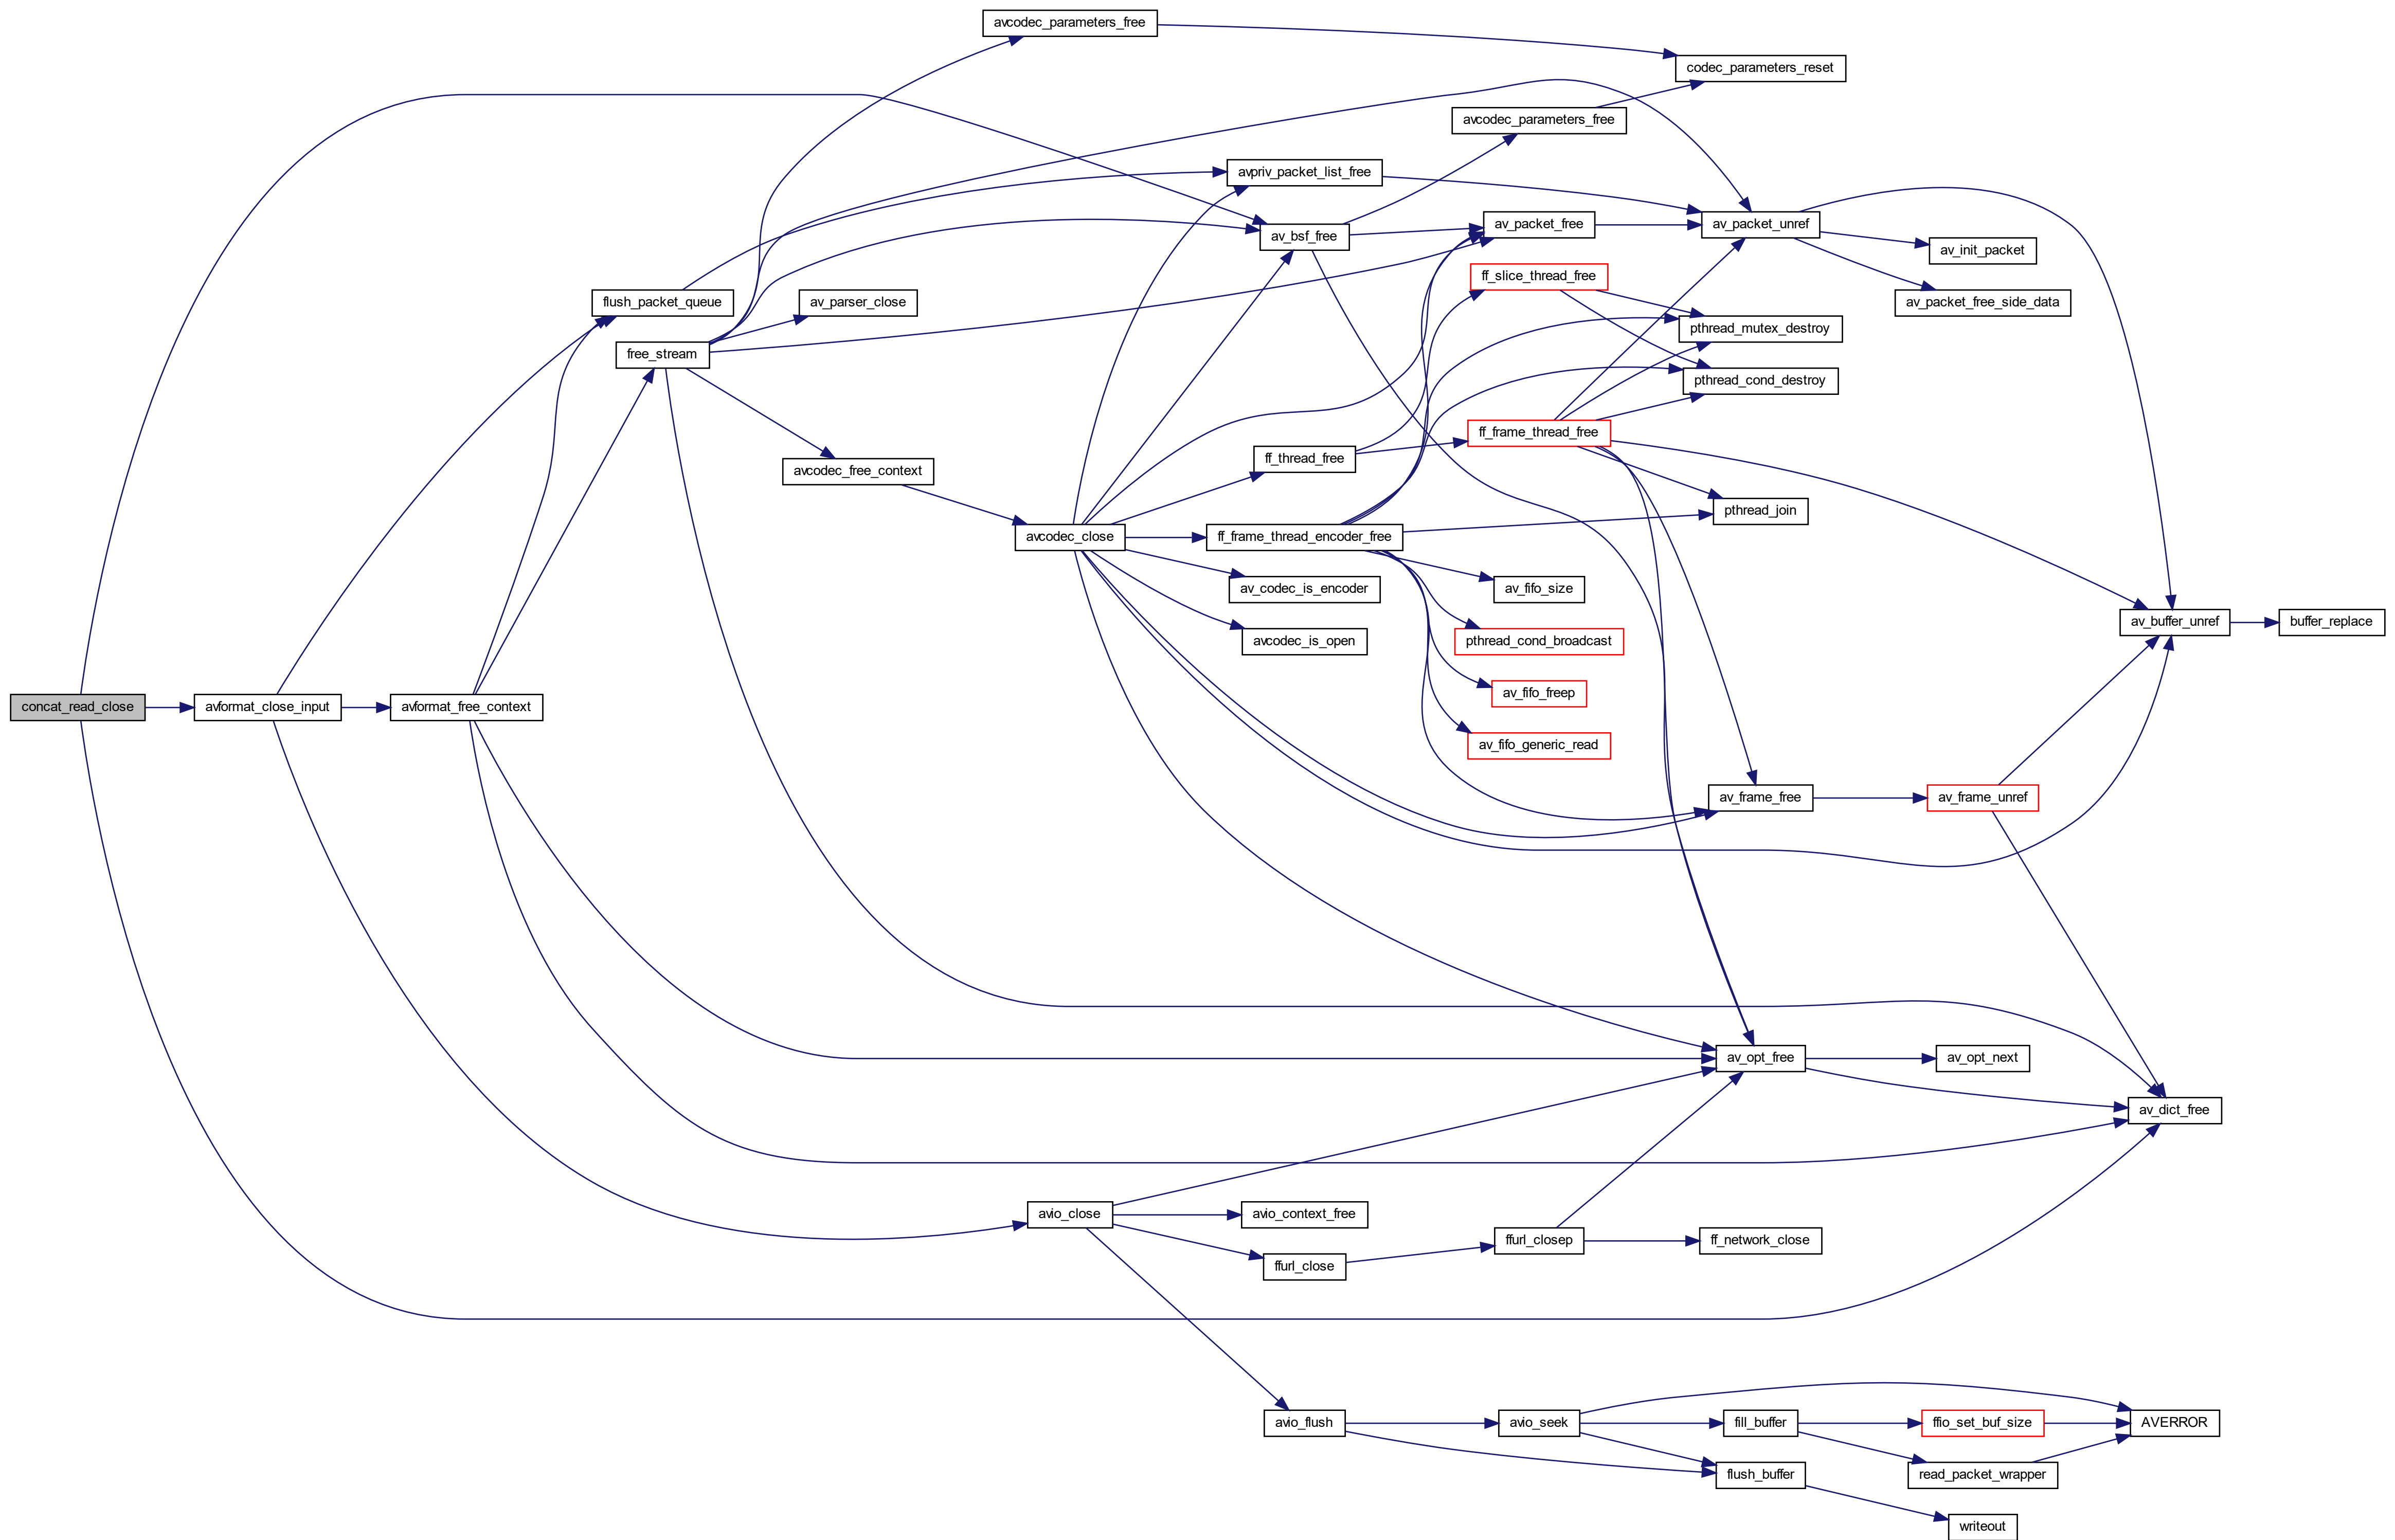 avcodec_parameters_free
codec_parameters_reset
avcodec_parameters_free
avpriv_packet_list_free
av_bsf_free
av_packet_free
av_packet_unref
av_init_packet
ff_slice_thread_free
flush_packet_queue
av_parser_close
av_packet_free_side_data
pthread_mutex_destroy
free_stream
pthread_cond_destroy
ff_frame_thread_free
avcodec_free_context
ff_thread_free
pthread_join
avcodec_close
ff_frame_thread_encoder_free
av_codec_is_encoder
av_fifo_size
av_buffer_unref
buffer_replace
avcodec_is_open
pthread_cond_broadcast
concat_read_close
avformat_close_input
avformat_free_context
av_fifo_freep
av_fifo_generic_read
av_frame_free
av_frame_unref
av_opt_free
av_opt_next
av_dict_free
avio_close
avio_context_free
ffurl_closep
ff_network_close
ffurl_close
avio_flush
avio_seek
fill_buffer
ffio_set_buf_size
AVERROR
flush_buffer
read_packet_wrapper
writeout